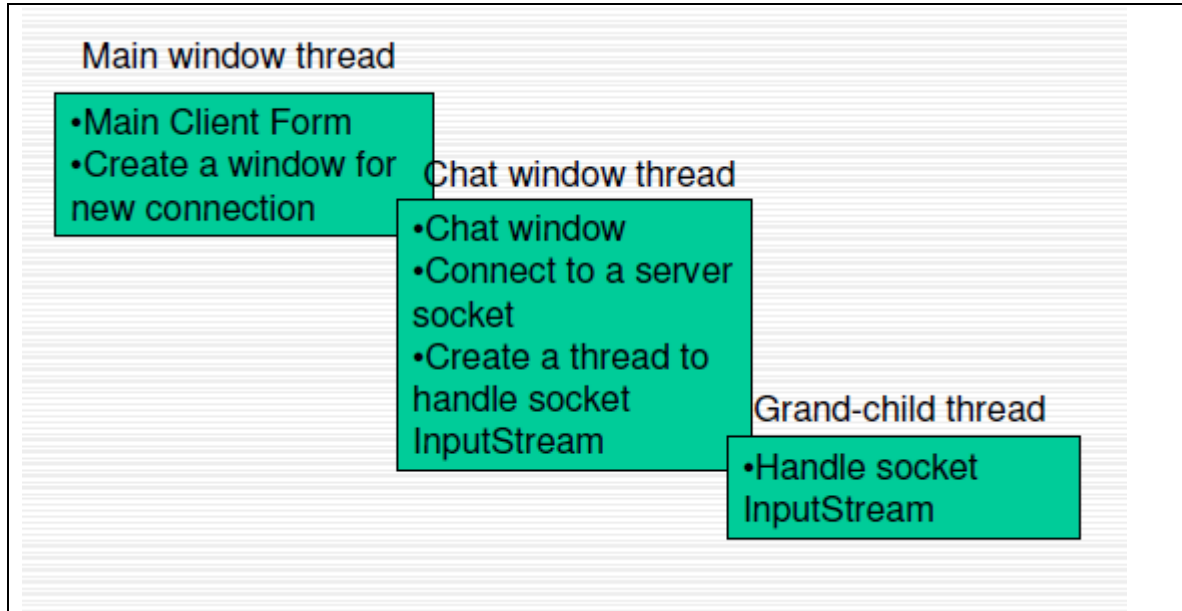 Main window thread
•Main Client Form
•Create a window for
new connection
Chat window thread
•Chat window
•Connect to a server
socket
•Create a thread to
handle socket
InputStream
Grand-child thread
•Handle socket
InputStream